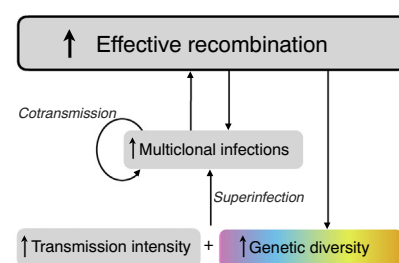 ↑ Effective recombination
Cotransmission
↑ Multiclonal infections
Superinfection
↑ Transmission intensity + ↑ Genetic diversity